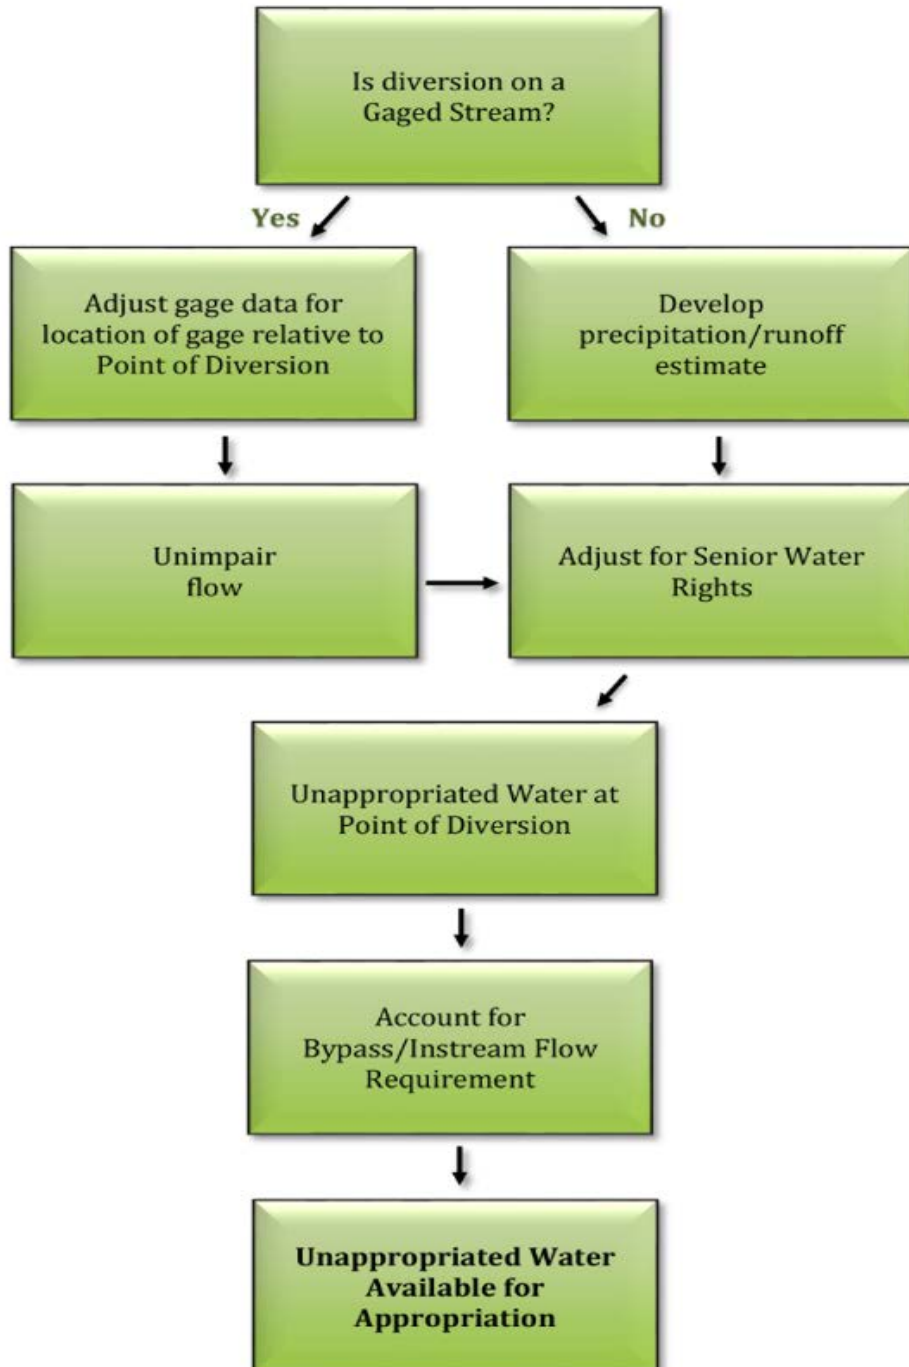 Is diversion on a
Gaged Stream?
Yes
No
Adjust gage data for
location of gage relative to
Point of Diversion
Develop
precipitation/runoff
estimate
Unimpair
flow
Adjust for Senior Water
Rights
Unappropriated Water at
Point of Diversion
Account for
Bypass/Instream Flow
Requirement
Unappropriated Water
Available for
Appropriation